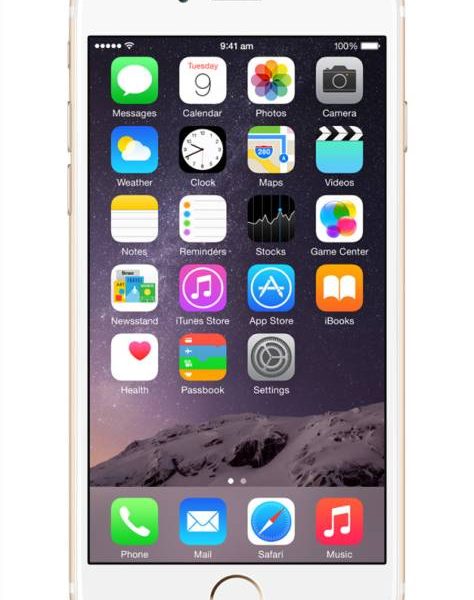 9:41 am 100%
Tuesday
9
Messages Calendar Photos Camera
280
Weather Clock Maps Videos
Notes Reminders Stocks Game Center
ART
Newsstand iTunes Store App Store iBooks
Health Passbook Settings
Phone Mail Safari Music